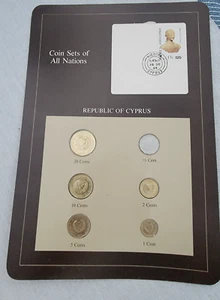 Coin Sets of
All Nations
REPUBLIC OF CYPRUS
20 Cents
½ Cent
10 Cents
2 Cents
5 Cents
1 Cent